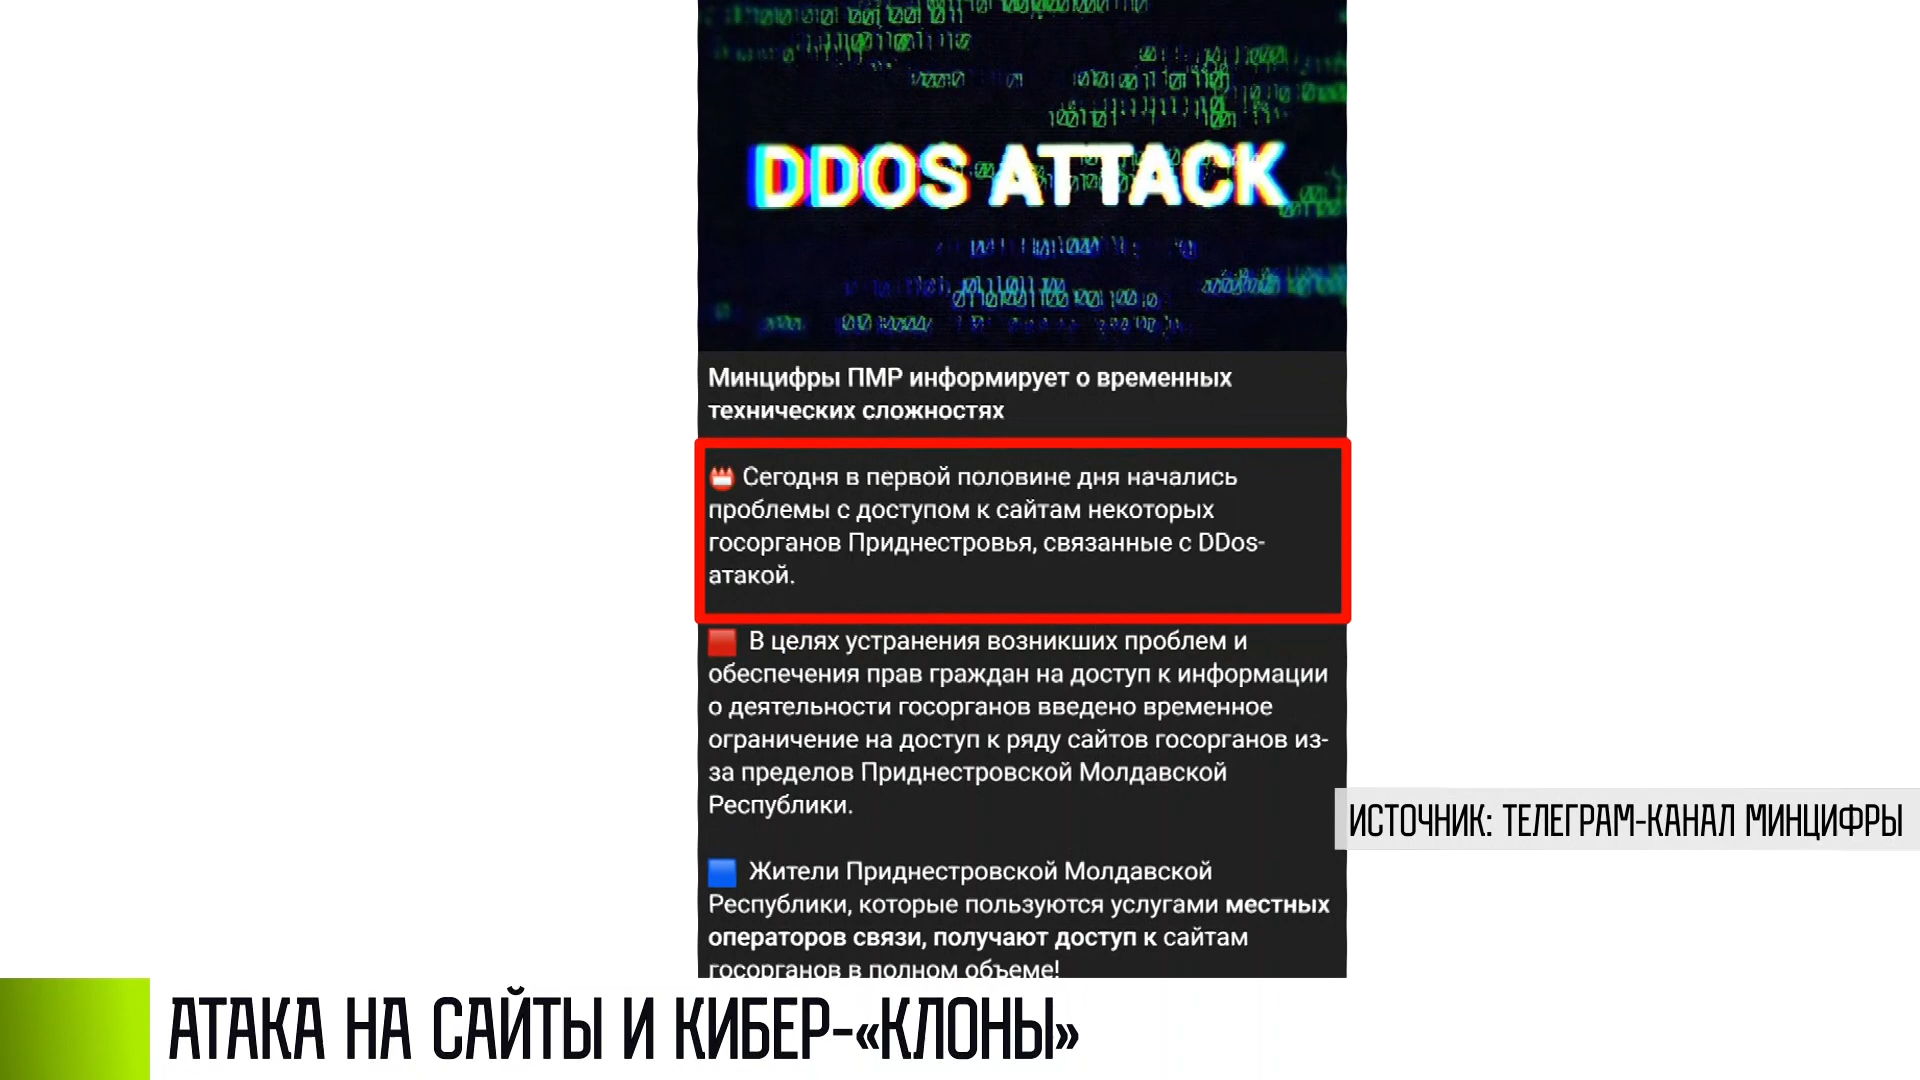 DDOS ATTACK
Минцифры ПМР информирует о временных
технических сложностях
Сегодня в первой половине дня начались
проблемы с доступом к сайтам некоторых
госорганов Приднестровья, связанные с DDos-
атакой.
В целях устранения возникших проблем и
обеспечения прав граждан на доступ к информации
о деятельности госорганов введено временное
ограничение на доступ к ряду сайтов госорганов из-
за пределов Приднестровской Молдавской
Республики.
ИСТОЧНИК: ТЕЛЕГРАМ-КАНАЛ МИНЦИФРЫ
Жители Приднестровской Молдавской
Республики, которые пользуются услугами местных
операторов связи, получают доступ к сайтам
госорганов в полном объеме!
АТАКА НА САЙТЫ И КИБЕР-«КЛОНЫ»